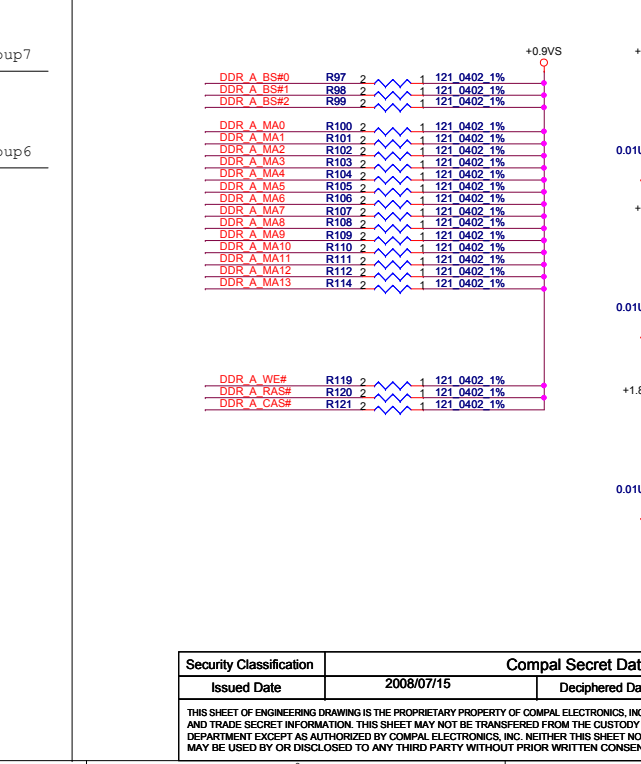 oup7
+0.9VS
DDR_A_BS#0 R97 2 1 121_0402_1%
DDR_A_BS#1 R98 2 1 121_0402_1%
DDR_A_BS#2 R99 2 1 121_0402_1%
DDR_A_MA0 R100 2 1 121_0402_1%
DDR_A_MA1 R101 2 1 121_0402_1%
oup6
DDR_A_MA2 R102 2 1 121_0402_1% 0.01U
DDR_A_MA3 R103 2 1 121_0402_1%
DDR_A_MA4 R104 2 1 121_0402_1%
DDR_A_MA5 R105 2 1 121_0402_1%
DDR_A_MA6 R106 2 1 121_0402_1%
DDR_A_MA7 R107 2 1 121_0402_1% +
DDR_A_MA8 R108 2 1 121_0402_1%
DDR_A_MA9 R109 2 1 121_0402_1%
DDR_A_MA10 R110 2 1 121_0402_1%
DDR_A_MA11 R111 2 1 121_0402_1%
DDR_A_MA12 R112 2 1 121_0402_1%
DDR_A_MA13 R114 2 1 121_0402_1%
0.01U
DDR_A_WE# R119 2 1 121_0402_1%
DDR_A_RAS# R120 2 1 121_0402_1% +1.8
DDR_A_CAS# R121 2 1 121_0402_1%
0.01U
Security Classification Compal Secret Dat
Issued Date 2008/07/15 Deciphered Da
THIS SHEET OF ENGINEERING DRAWING IS THE PROPRIETARY PROPERTY OF COMPAL ELECTRONICS, INC
AND TRADE SECRET INFORMATION. THIS SHEET MAY NOT BE TRANSFERED FROM THE CUSTODY
DEPARTMENT EXCEPT AS AUTHORIZED BY COMPAL ELECTRONICS, INC. NEITHER THIS SHEET NO
MAY BE USED BY OR DISCLOSED TO ANY THIRD PARTY WITHOUT PRIOR WRITTEN CONSEN